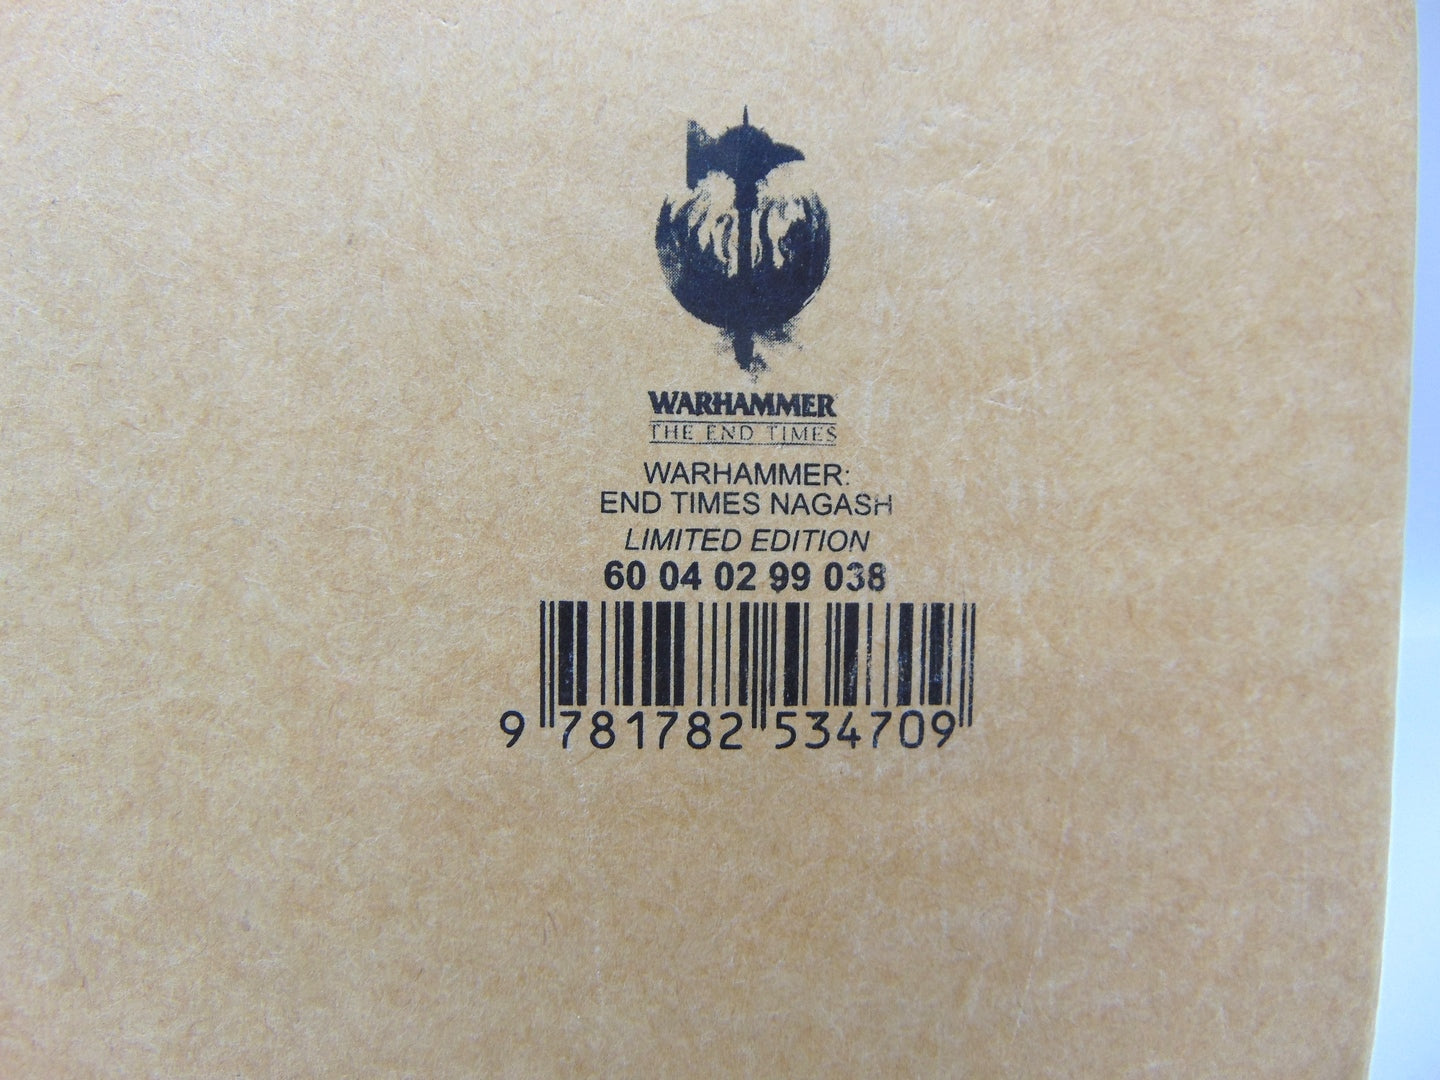 WARHAMMER
THE END TIMES
WARHAMMER:
END TIMES NAGASH
LIMITED EDITION
60 04 02 99 038
9 781782 534709